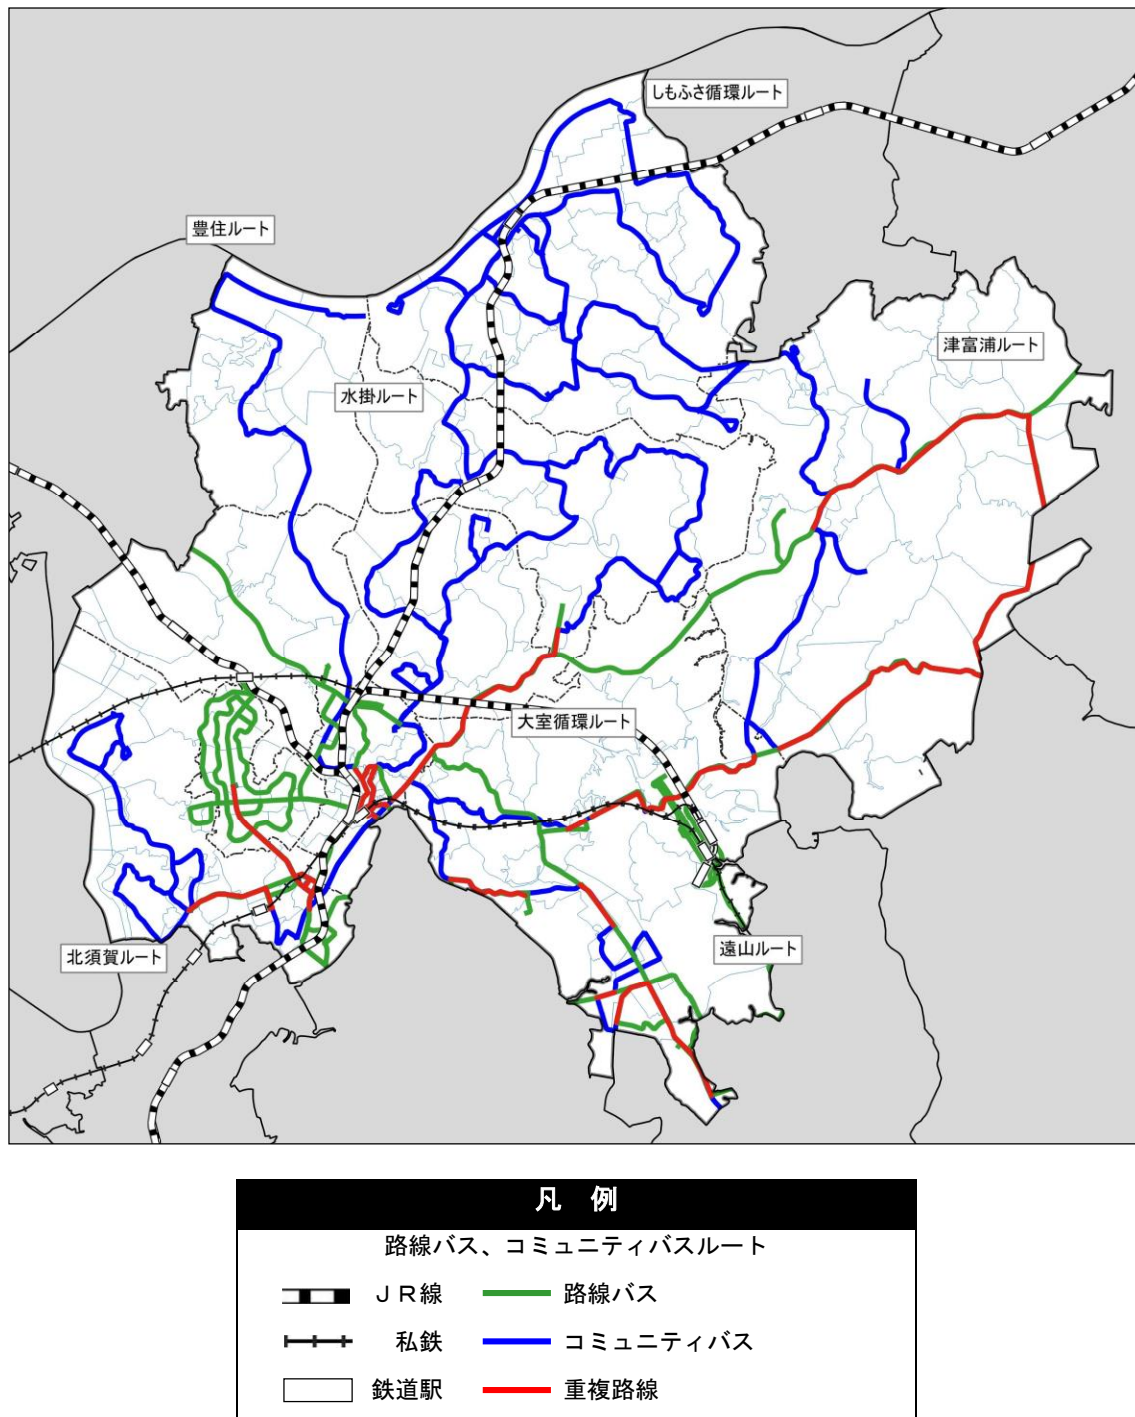 しもふさ循環ルート
豊住ルート
津富浦ルート
水掛ルート
大室循環ルート
北須賀ルート
遠山ルート
凡 例
路線バス、コミュニティバスルート
ＪＲ線 路線バス
私鉄 コミュニティバス
鉄道駅 重複路線